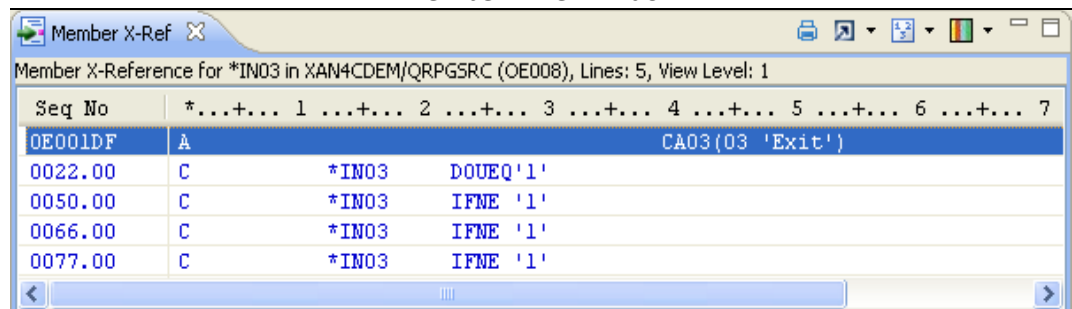 Member X-Ref
Member X-Reference for *IN03 in XAN4CDEM/QRPGSRC (OE008), Lines: 5, View Level: 1
Seq No *...+... 1 ...+... 2 ...+... 3 ...+... 4 ...+... 5 ...+... 6 ...+... 7
OE001DF A CA03(03 'Exit')
0022.00 C *IN03 DOUEQ'1'
0050.00 C *IN03 IFNE '1'
0066.00 C *IN03 IFNE '1'
0077.00 C *IN03 IFNE '1'